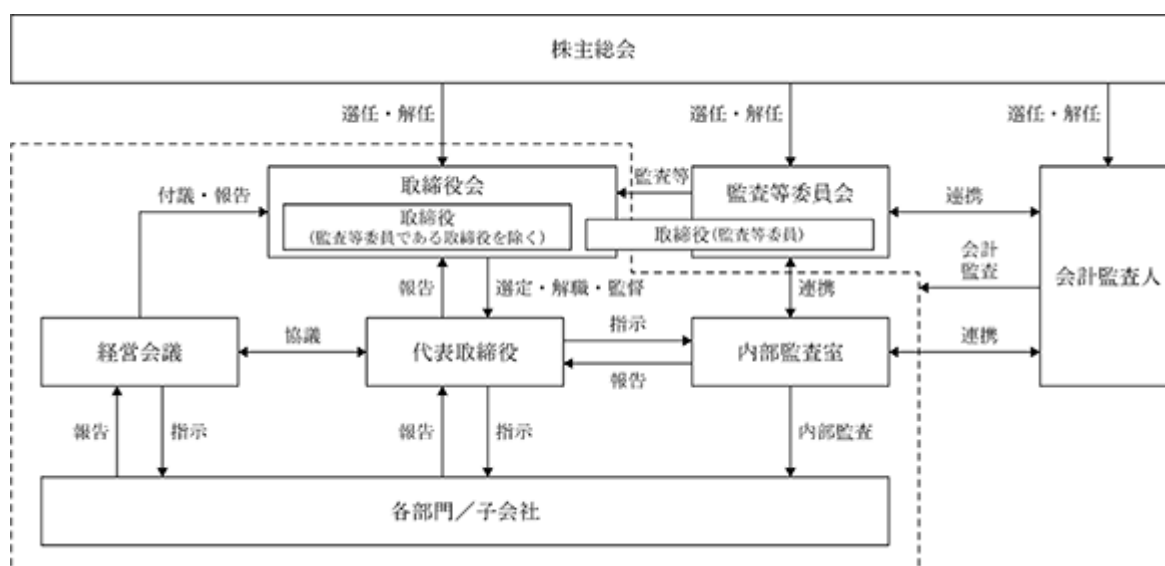 株主総会
選任・解任
選任・解任
選任・解任
取締役会
監査等
監査等委員会
付議・報告
連携
取締役
(監査等委員である取締役を除く)
取締役(監査等委員)
会計
監査
会計監査人
報告
選定・解職・監督
連携
経営会議
協議
代表取締役
指示
報告
内部監査室
連携
報告
指示
報告
指示
内部監査
各部門／子会社